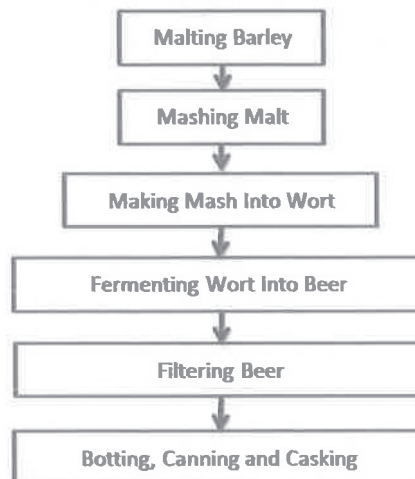 Malting Barley
Mashing Malt
Making Mash Into Wort
Fermenting Wort Into Beer
Filtering Beer
Botting, Canning and Casking